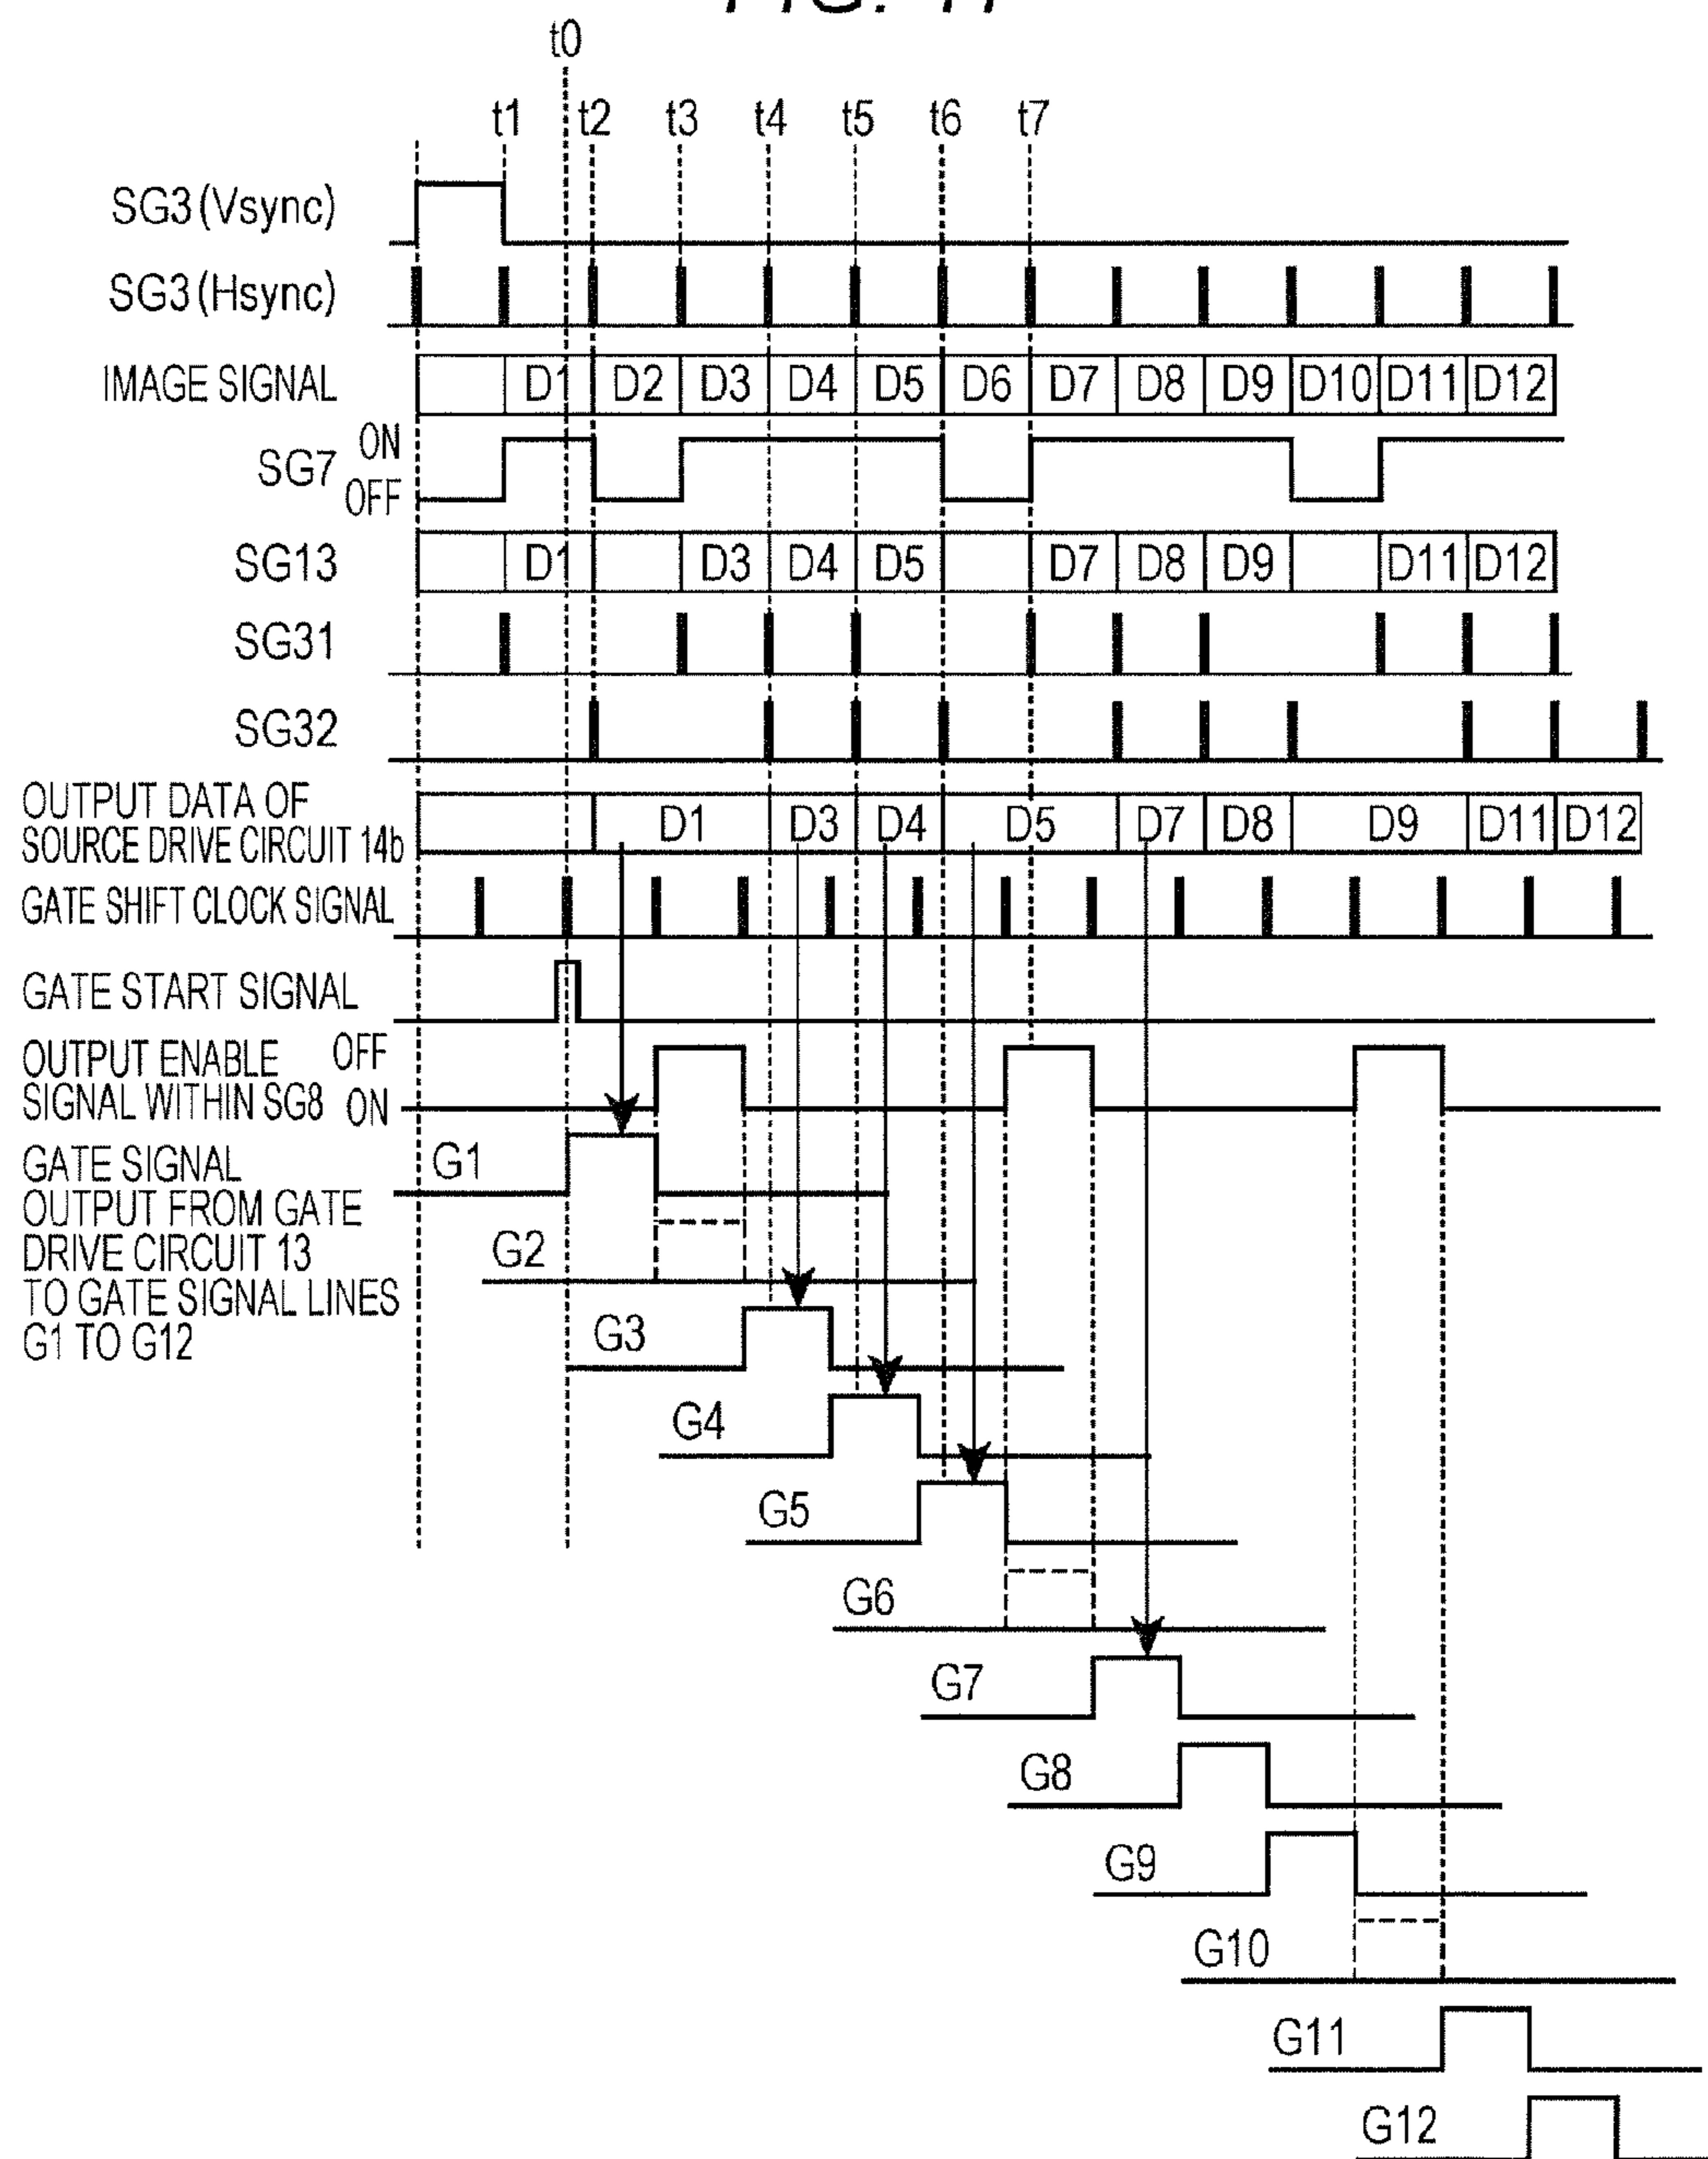 t0
t1 t2 t3 t4 t5 t6 t7
SG3 (Vsync)
SG3 (Hsync)
IMAGE SIGNAL D1 D2 D3 D4 D5 D6 D7 D8 D9 D10 D11 D12
SG7 ON
OFF
SG13 D1 D3 D4 D5 D7 D8 D9 D11 D12
SG31
SG32
OUTPUT DATA OF
SOURCE DRIVE CIRCUIT 14b D1 D3 D4 D5 D7 D8 D9 D11 D12
GATE SHIFT CLOCK SIGNAL
GATE START SIGNAL
OUTPUT ENABLE OFF
SIGNAL WITHIN SG8 ON
GATE SIGNAL
OUTPUT FROM GATE
DRIVE CIRCUIT 13
TO GATE SIGNAL LINES
G1 TO G12
G1
G2
G3
G4
G5
G6
G7
G8
G9
G10
G11
G12